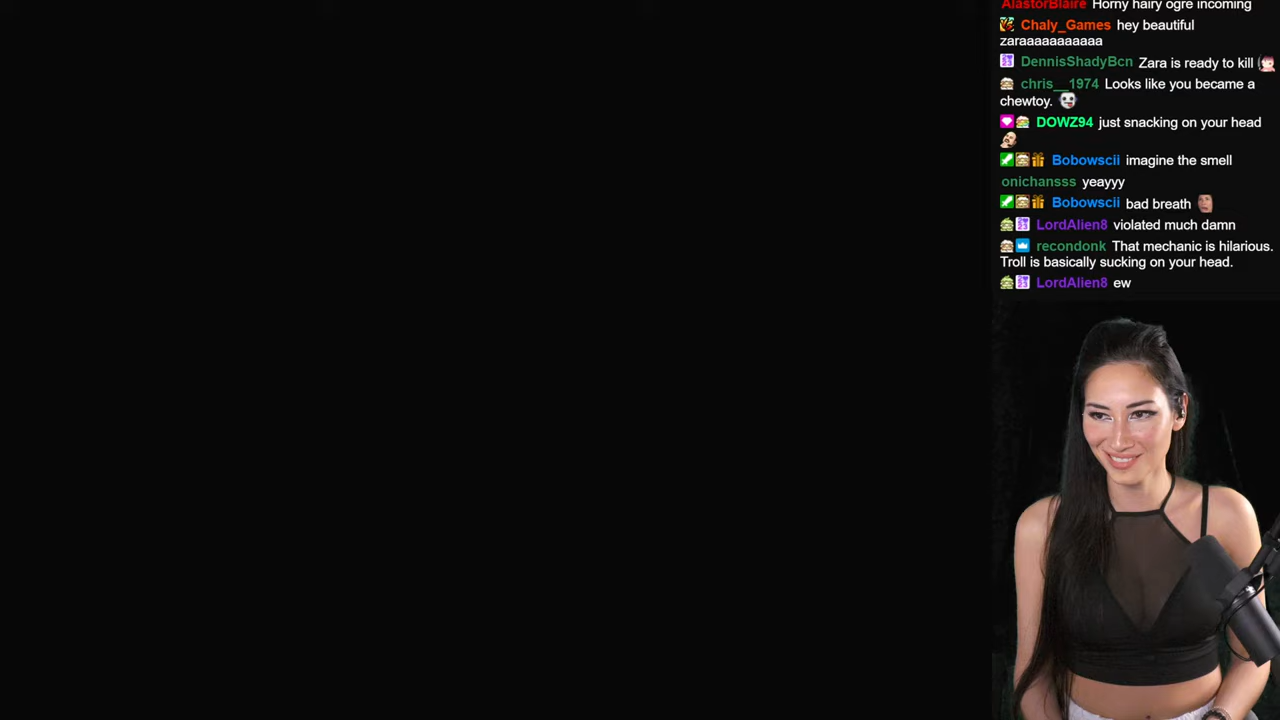 AlastorBlaire Horny hairy ogre incoming
Chaly_Games hey beautiful
zaraaaaaaaaaaa
DennisShadyBcn Zara is ready to kill
chris__1974 Looks like you became a
chewtoy.
DOWZ94 just snacking on your head
Bobowscii imagine the smell
onichansss yeayyy
Bobowscii bad breath
LordAlien8 violated much damn
recondonk That mechanic is hilarious.
Troll is basically sucking on your head.
LordAlien8 ew